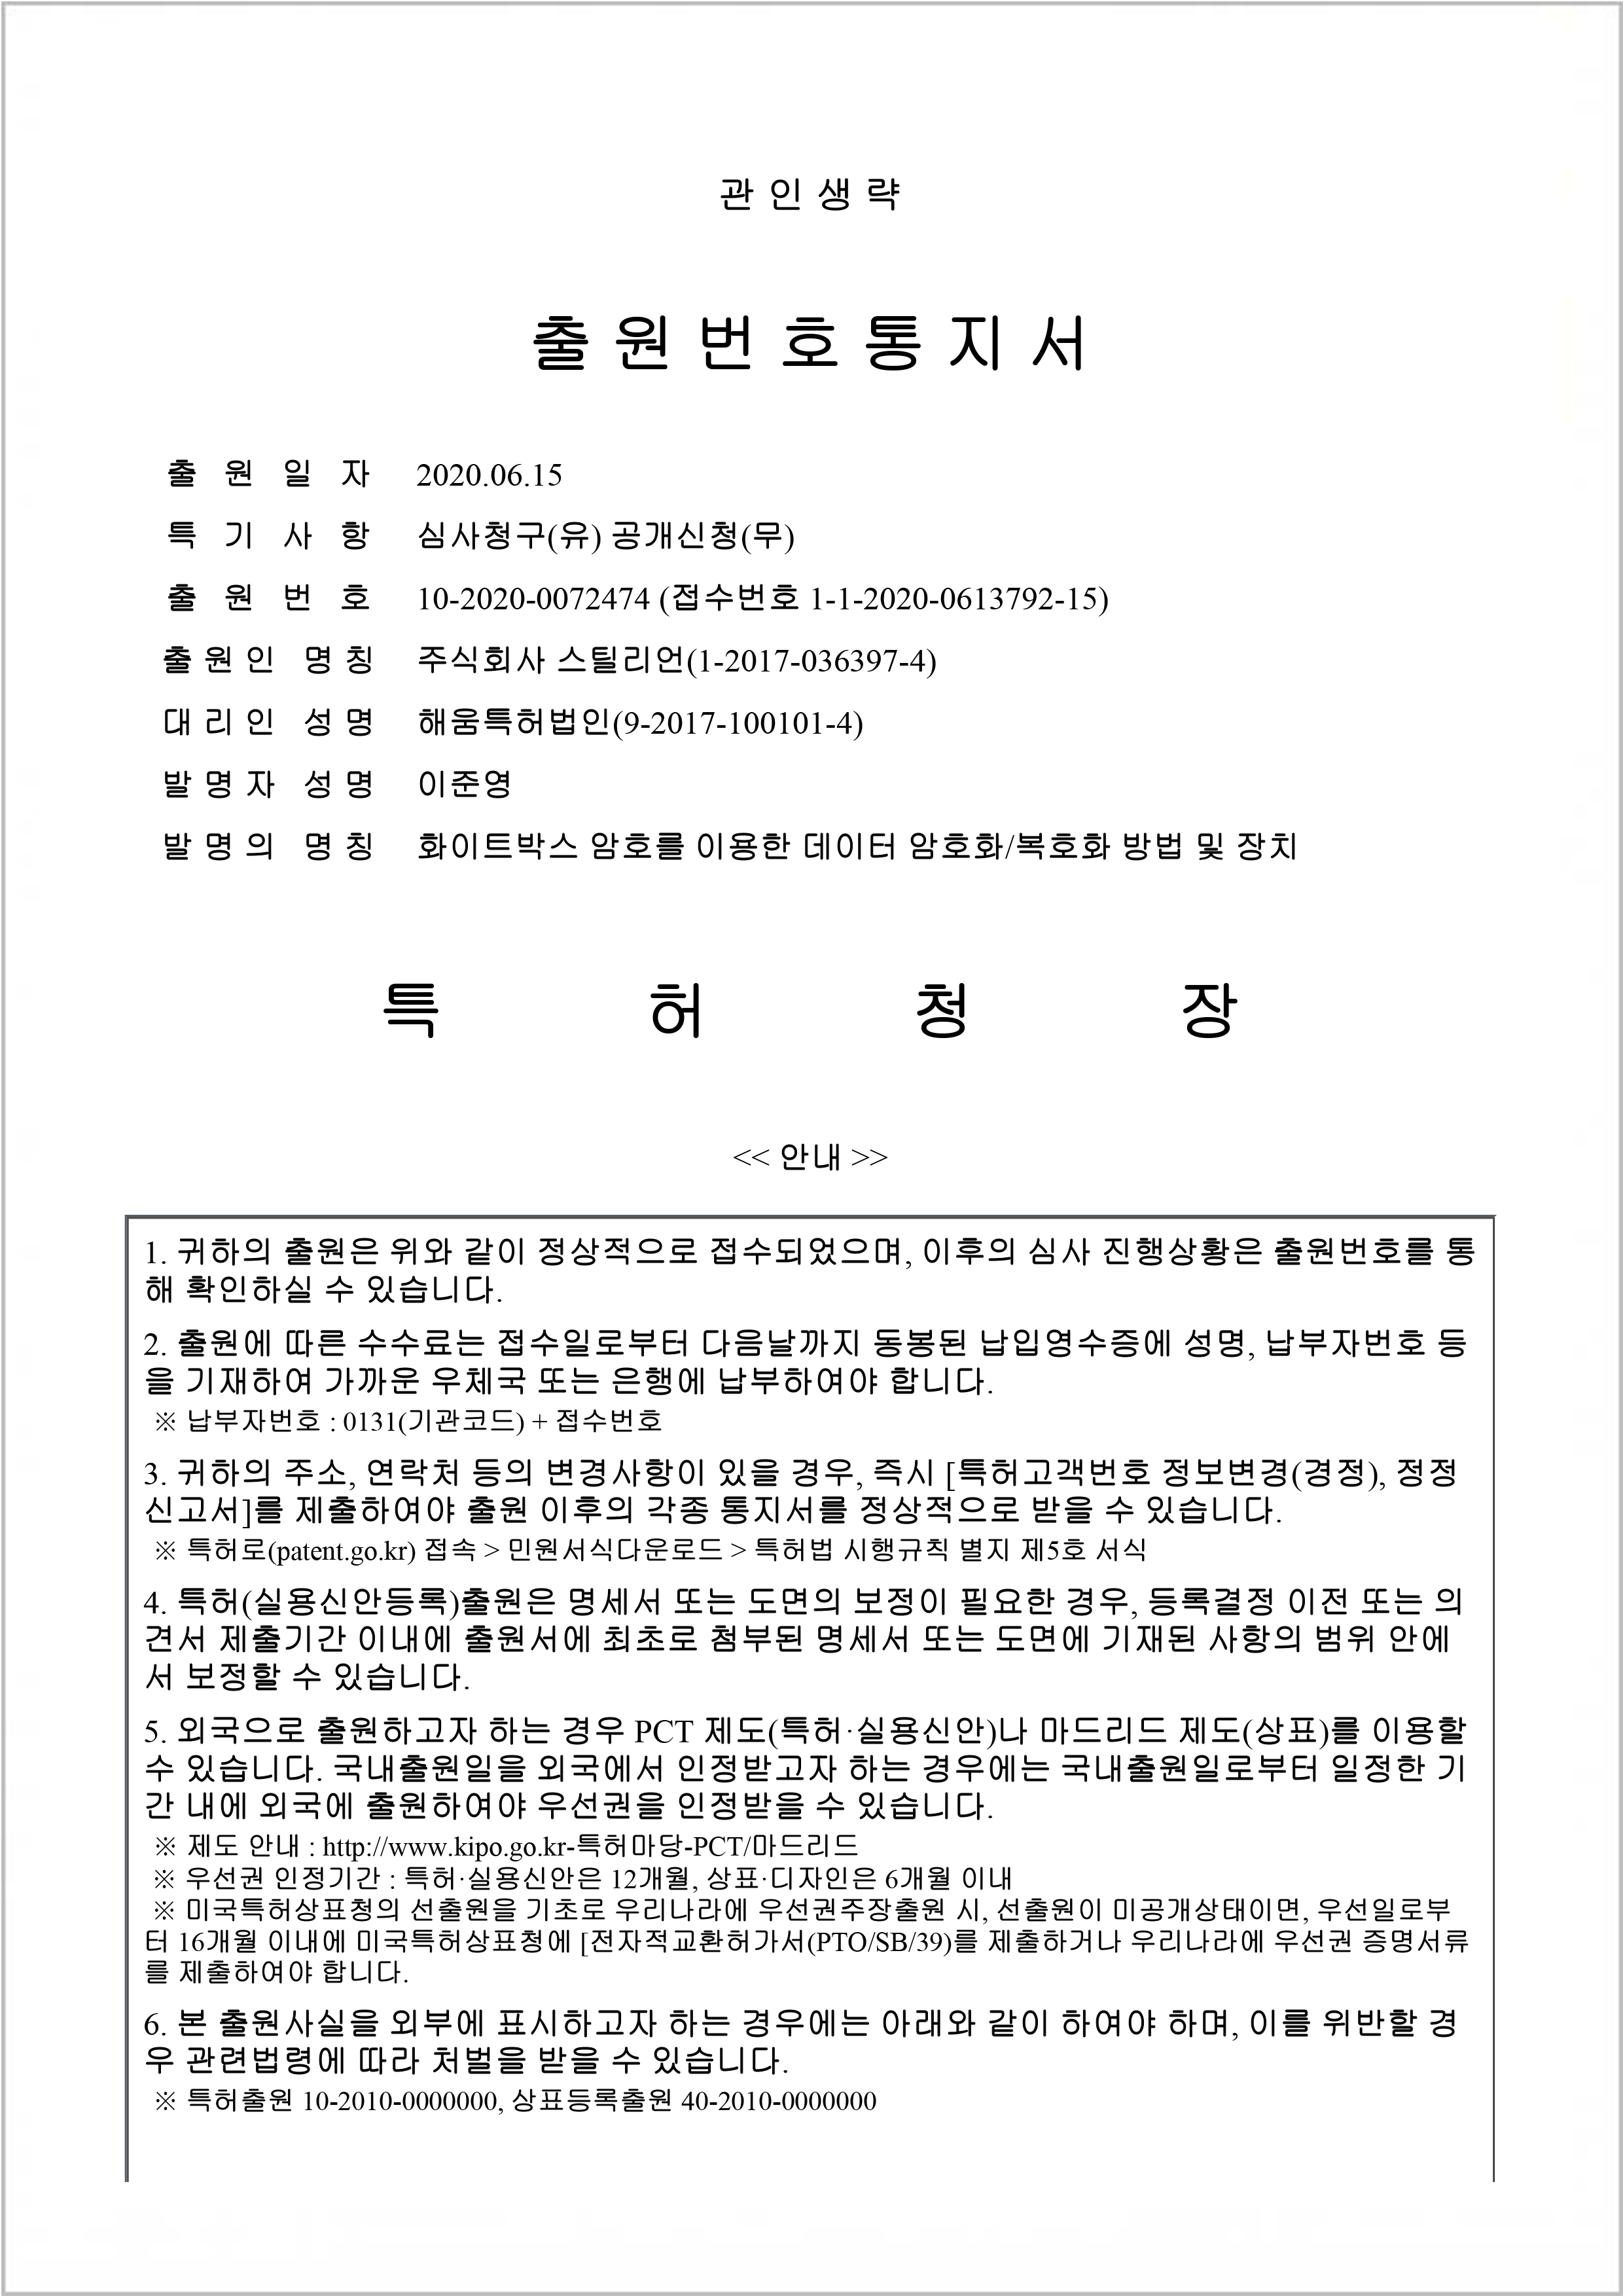 관 인 생 략
출 원 번 호 통 지 서
출 원 일 자 2020.06.15
특 기 사 항 심사청구(유) 공개신청(무)
출 원 번 호 10-2020-0072474 (접수번호 1-1-2020-0613792-15)
출 원 인 명 칭 주식회사 스틸리언(1-2017-036397-4)
대 리 인 성 명 해움특허법인(9-2017-100101-4)
발 명 자 성 명 이준영
발 명 의 명 칭 화이트박스 암호를 이용한 데이터 암호화/복호화 방법 및 장치
특 허 청 장
<< 안내 >>
1. 귀하의 출원은 위와 같이 정상적으로 접수되었으며, 이후의 심사 진행상황은 출원번호를 통
해 확인하실 수 있습니다.
2. 출원에 따른 수수료는 접수일로부터 다음날까지 동봉된 납입영수증에 성명, 납부자번호 등
을 기재하여 가까운 우체국 또는 은행에 납부하여야 합니다.
※ 납부자번호 : 0131(기관코드) + 접수번호
3. 귀하의 주소, 연락처 등의 변경사항이 있을 경우, 즉시 [특허고객번호 정보변경(경정), 정정
신고서]를 제출하여야 출원 이후의 각종 통지서를 정상적으로 받을 수 있습니다.
※ 특허로(patent.go.kr) 접속 > 민원서식다운로드 > 특허법 시행규칙 별지 제5호 서식
4. 특허(실용신안등록)출원은 명세서 또는 도면의 보정이 필요한 경우, 등록결정 이전 또는 의
견서 제출기간 이내에 출원서에 최초로 첨부된 명세서 또는 도면에 기재된 사항의 범위 안에
서 보정할 수 있습니다.
5. 외국으로 출원하고자 하는 경우 PCT 제도(특허·실용신안)나 마드리드 제도(상표)를 이용할
수 있습니다. 국내출원일을 외국에서 인정받고자 하는 경우에는 국내출원일로부터 일정한 기
간 내에 외국에 출원하여야 우선권을 인정받을 수 있습니다.
※ 제도 안내 : http://www.kipo.go.kr-특허마당-PCT/마드리드
※ 우선권 인정기간 : 특허·실용신안은 12개월, 상표·디자인은 6개월 이내
※ 미국특허상표청의 선출원을 기초로 우리나라에 우선권주장출원 시, 선출원이 미공개상태이면, 우선일로부
터 16개월 이내에 미국특허상표청에 [전자적교환허가서(PTO/SB/39)를 제출하거나 우리나라에 우선권 증명서류
를 제출하여야 합니다.
6. 본 출원사실을 외부에 표시하고자 하는 경우에는 아래와 같이 하여야 하며, 이를 위반할 경
우 관련법령에 따라 처벌을 받을 수 있습니다.
※ 특허출원 10-2010-0000000, 상표등록출원 40-2010-0000000